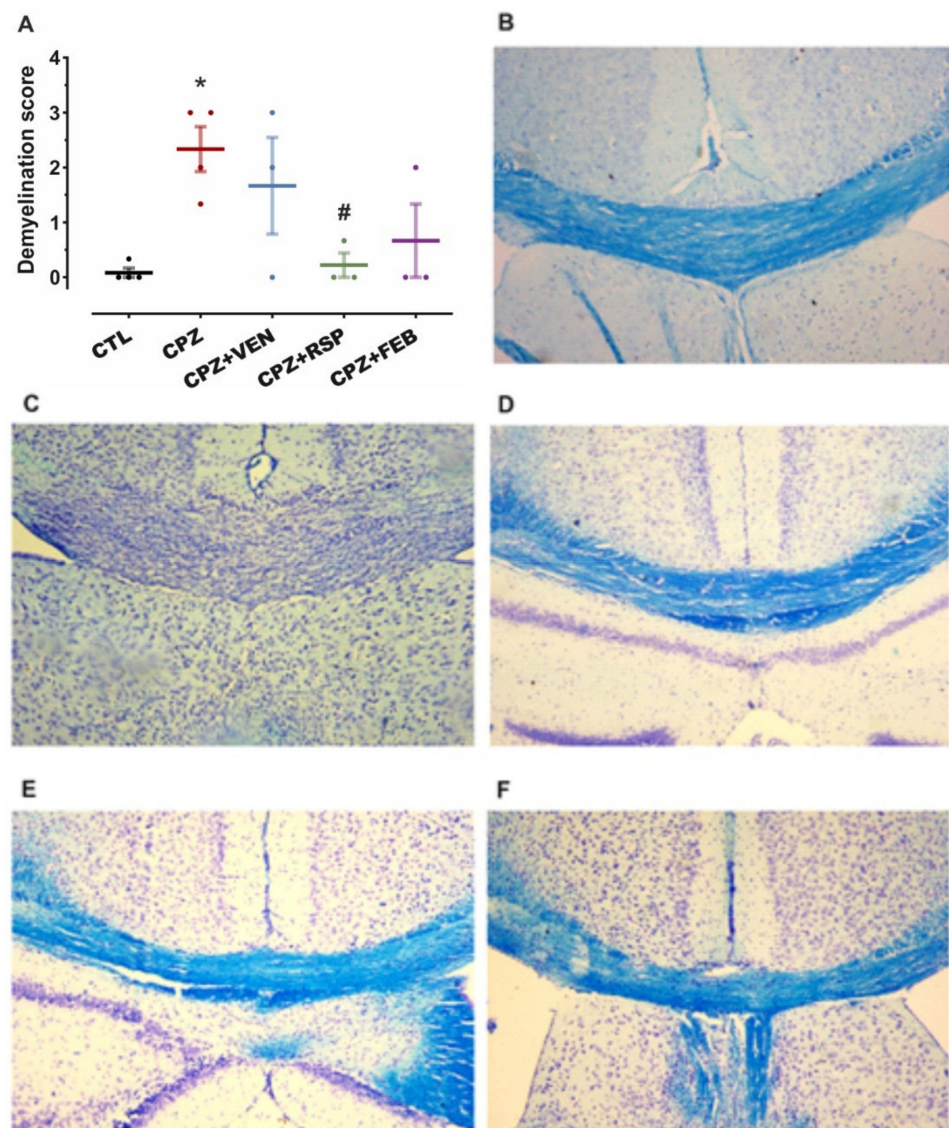 A
B
Demyelination score
4
3
2
1
0
*
#
CTL
CPZ
CPZ+VEN
CPZ+RSP
CPZ+FEB
C
D
E
F